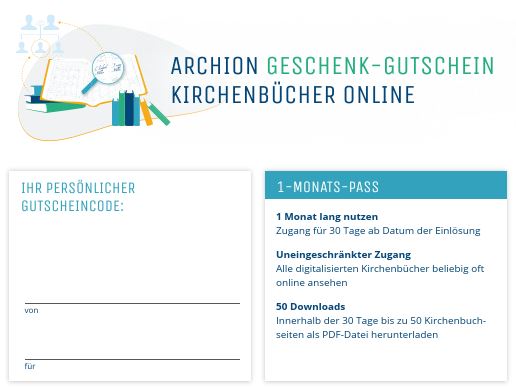 ARCHION GESCHENK-GUTSCHEIN
KIRCHENBÜCHER ONLINE
IHR PERSÖNLICHER
GUTSCHEINCODE:
von
für
1-MONATS-PASS
1 Monat lang nutzen
Zugang für 30 Tage ab Datum der Einlösung
Uneingeschränkter Zugang
Alle digitalisierten Kirchenbücher beliebig oft
online ansehen
50 Downloads
Innerhalb der 30 Tage bis zu 50 Kirchenbuch-
seiten als PDF-Datei herunterladen